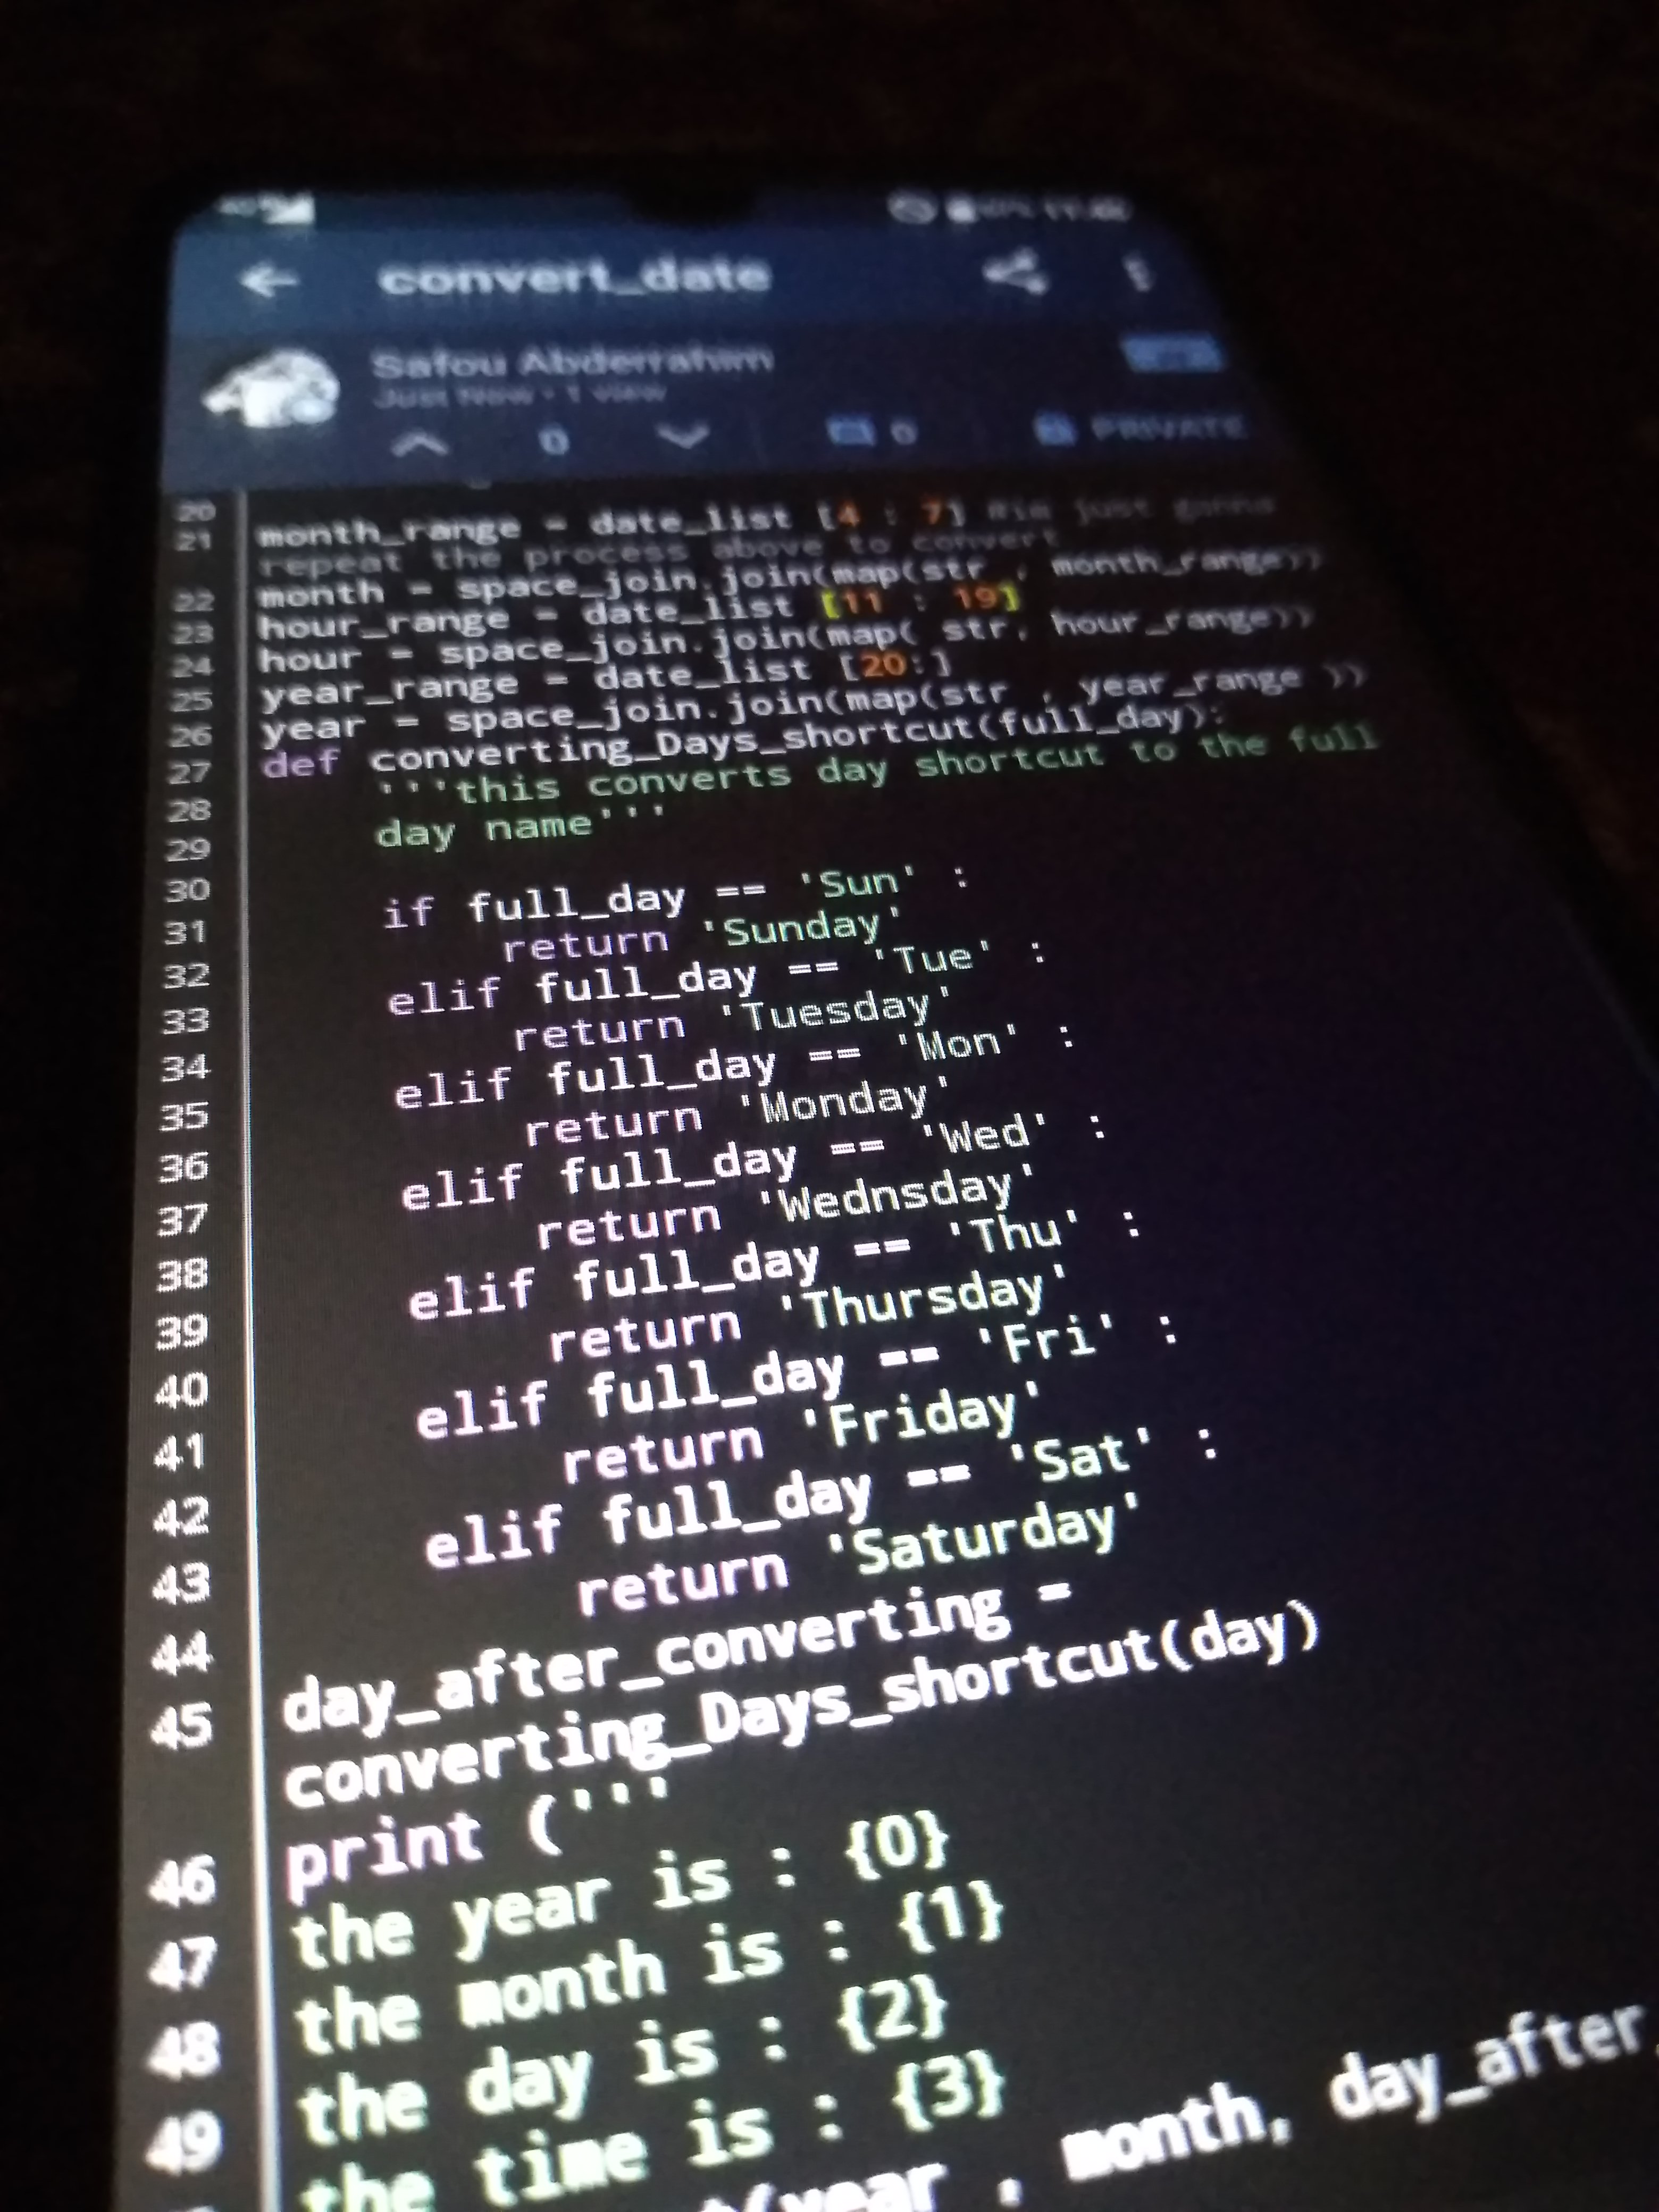 convert_date
Safou Abderrahim
Just Now · 1 view
0
0
PRIVATE
20
21 month_range = date_list [4 : 7] #im just gonna
repeat the process above to convert
22 month = space_join.join(map(str , month_range))
23 hour_range = date_list [11 : 19]
24 hour = space_join.join(map( str, hour_range))
25 year_range = date_list [20:]
26 year = space_join.join(map(str , year_range ))
27 def converting_Days_shortcut(full_day):
28 '''this converts day shortcut to the full
29 day name'''
30 if full_day == 'Sun' :
31 return 'Sunday'
32 elif full_day == 'Tue' :
33 return 'Tuesday'
34 elif full_day == 'Mon' :
35 return 'Monday'
36 elif full_day == 'Wed' :
37 return 'Wednsday'
38 elif full_day == 'Thu' :
39 return 'Thursday'
40 elif full_day == 'Fri' :
41 return 'Friday'
42 elif full_day == 'Sat' :
43 return 'Saturday'
44 day_after_converting =
45 converting_Days_shortcut(day)
print ('''
46 the year is : {0}
47 the month is : {1}
48 the day is : {2}
49 the time is : {3}
(year , month, day_after